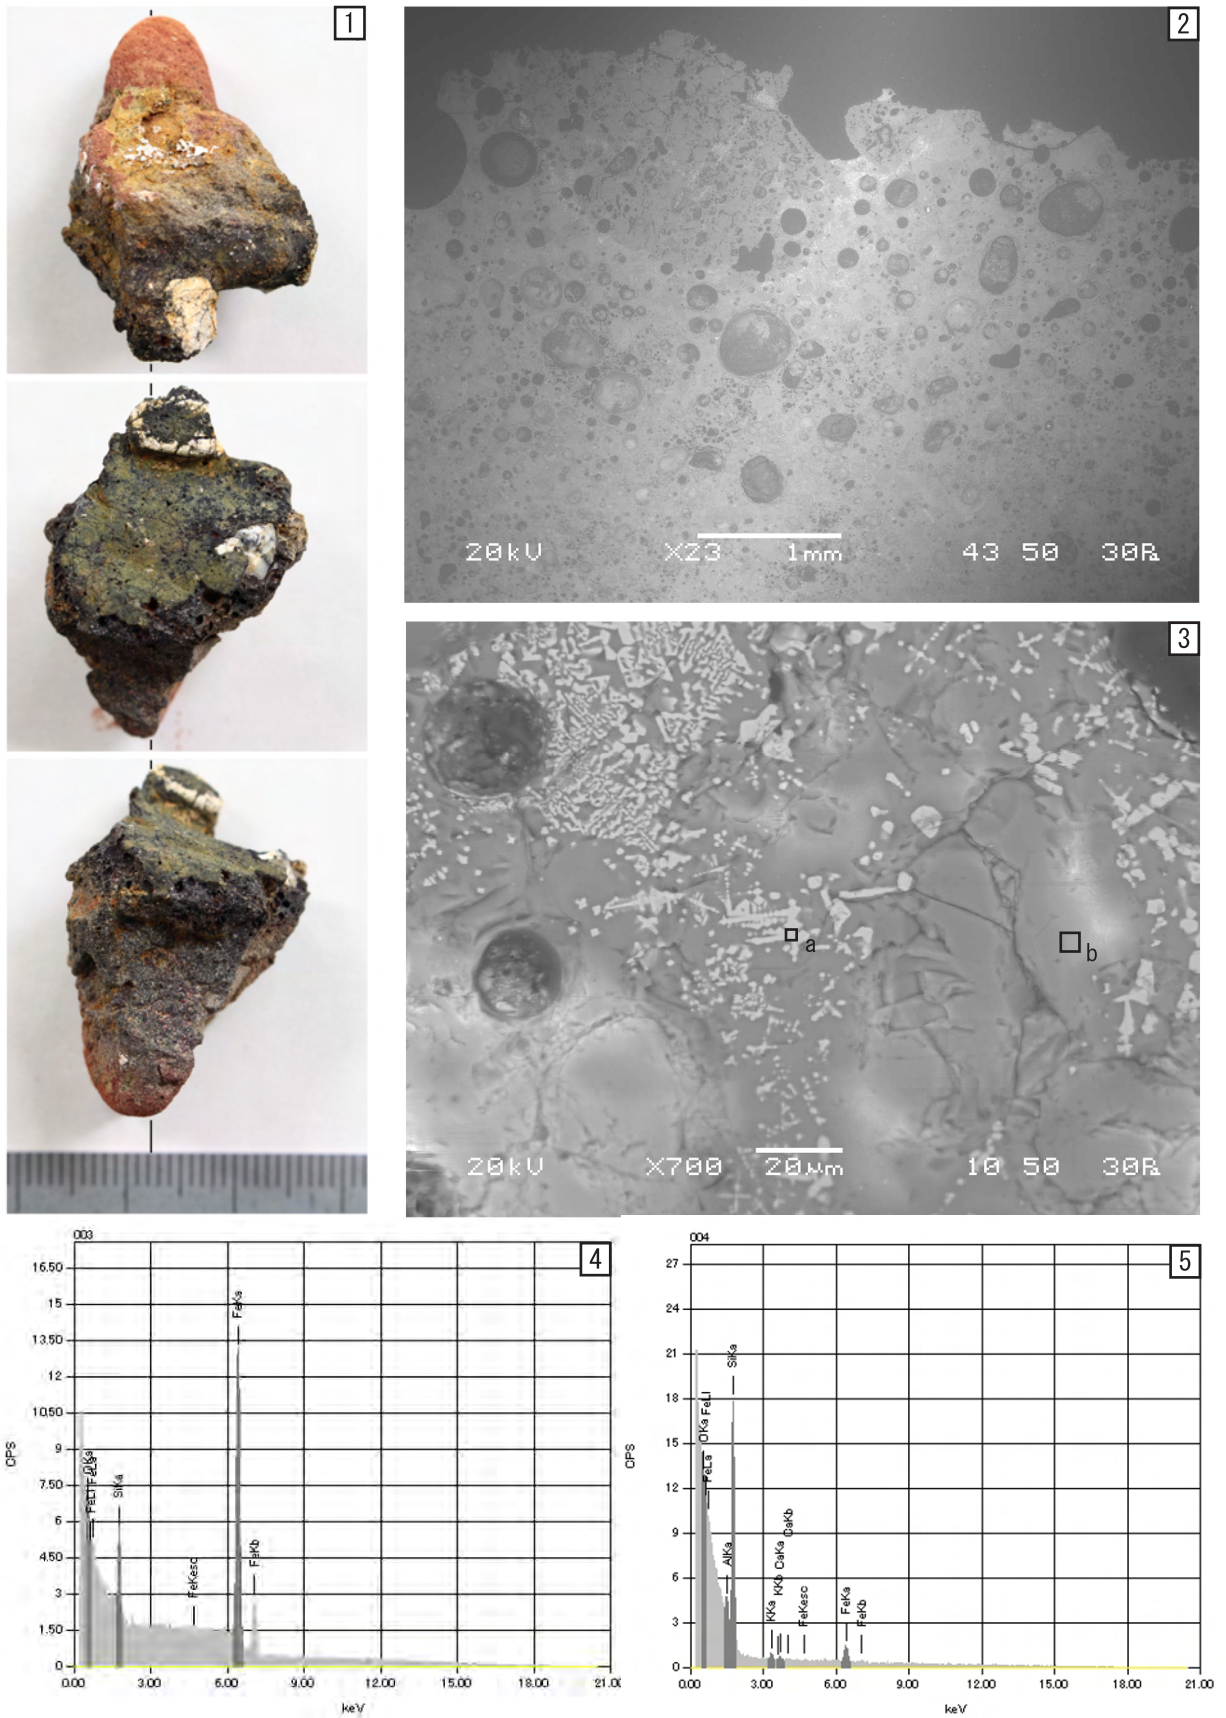 1
2
20kV X23 1mm 43 50 30Pa
3
a
b
20kV X700 20μm 10 50 30Pa
003
4
CPS
16.50
15
13.50
12
10.50
9
7.50
6
4.50
3
1.50
0
FeLl
OKa
FeLa
SiKa
FeKesc
FeKa
FeKb
0.00 3.00 6.00 9.00 12.00 15.00 18.00 21.0
keV
004
5
CPS
27
24
21
18
15
12
9
6
3
0
OKa FeLl
FeLa
AlKa
SiKa
KKa
KKb CaKa
CaKb
FeKesc
FeKa
FeKb
0.00 3.00 6.00 9.00 12.00 15.00 18.00 21.00
keV